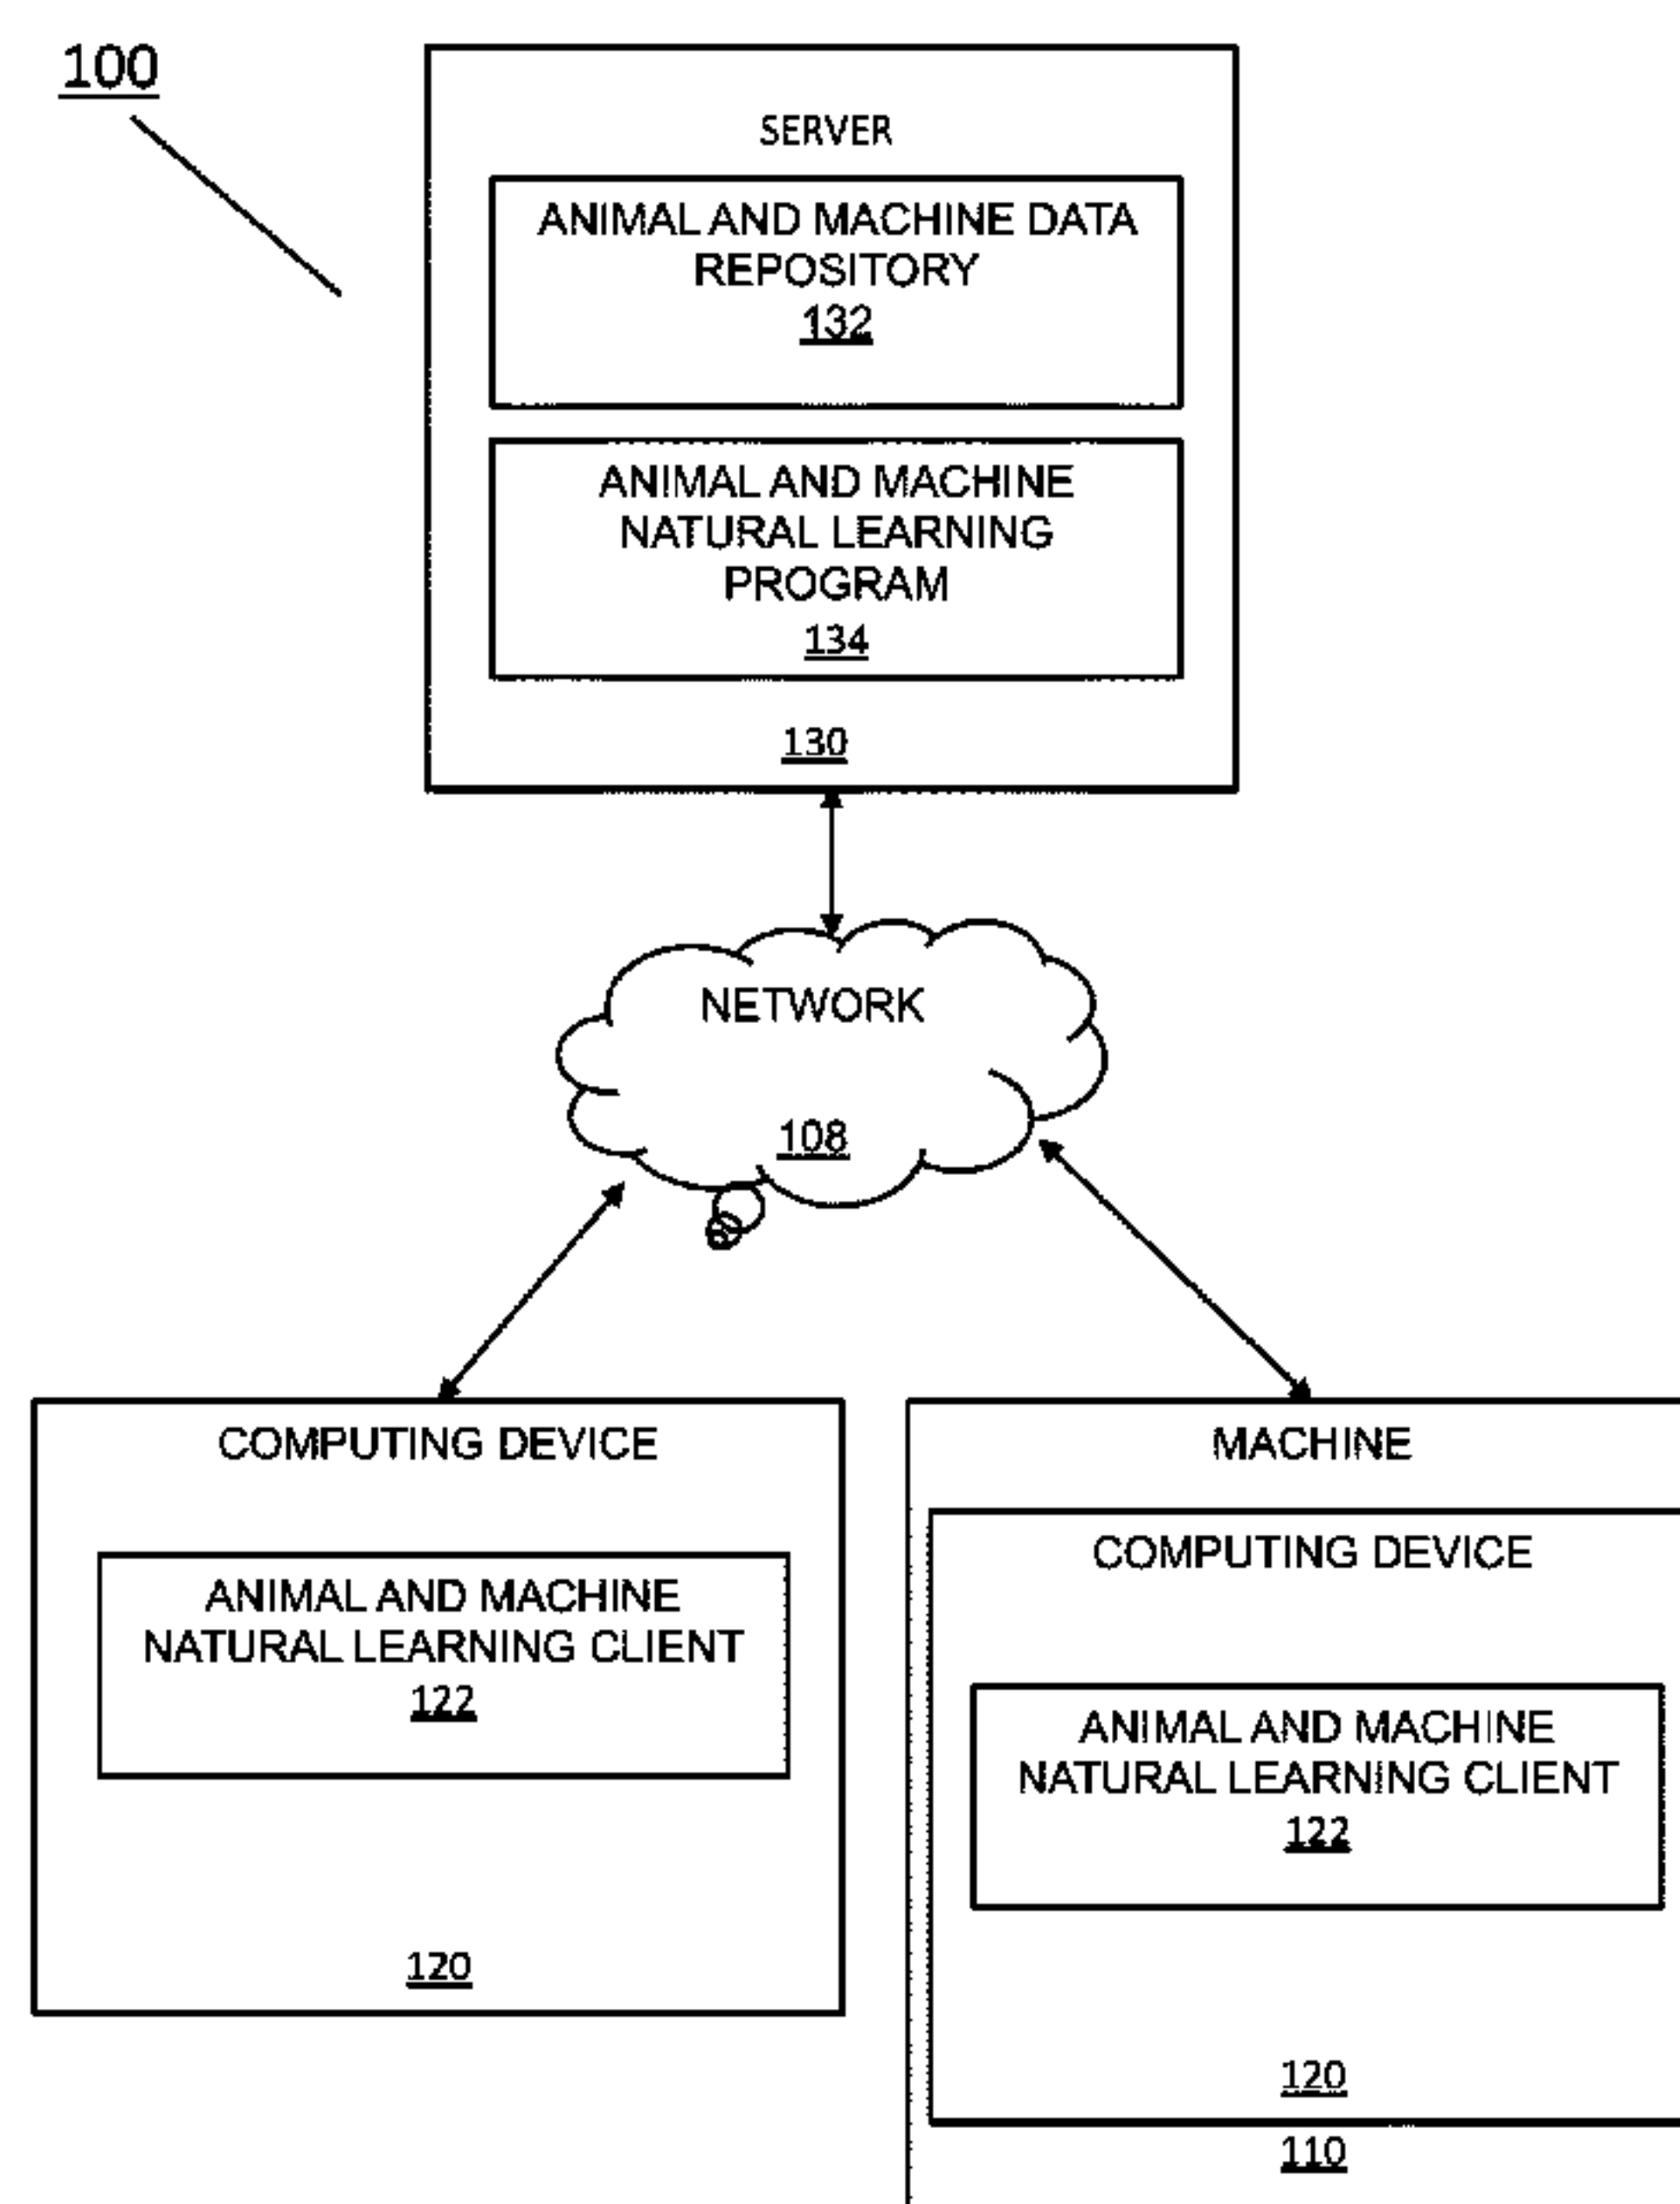 100
SERVER
ANIMAL AND MACHINE DATA
REPOSITORY
132
ANIMAL AND MACHINE
NATURAL LEARNING
PROGRAM
134
130
NETWORK
108
COMPUTING DEVICE
ANIMAL AND MACHINE
NATURAL LEARNING CLIENT
122
120
MACHINE
COMPUTING DEVICE
ANIMAL AND MACHINE
NATURAL LEARNING CLIENT
122
120
110